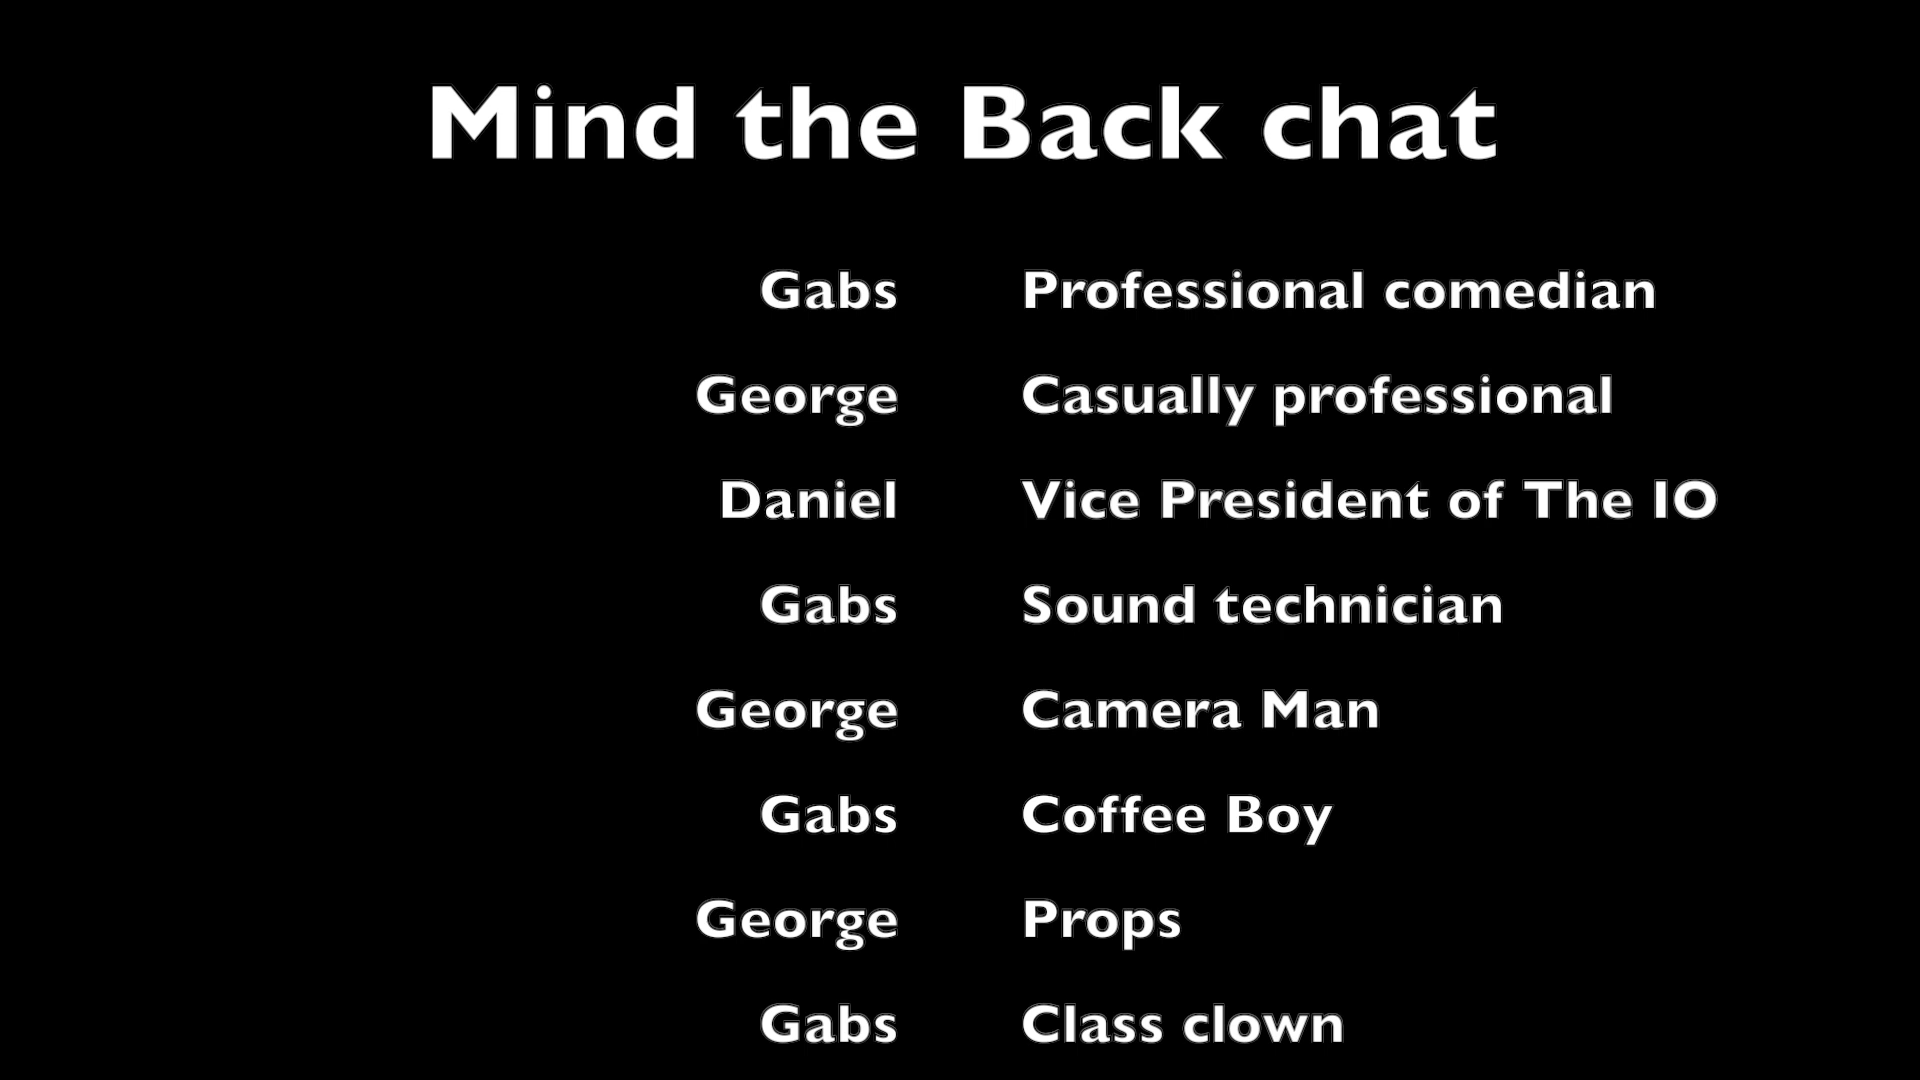 Mind the Back chat
Gabs Professional comedian
George Casually professional
Daniel Vice President of The IO
Gabs Sound technician
George Camera Man
Gabs Coffee Boy
George Props
Gabs Class clown